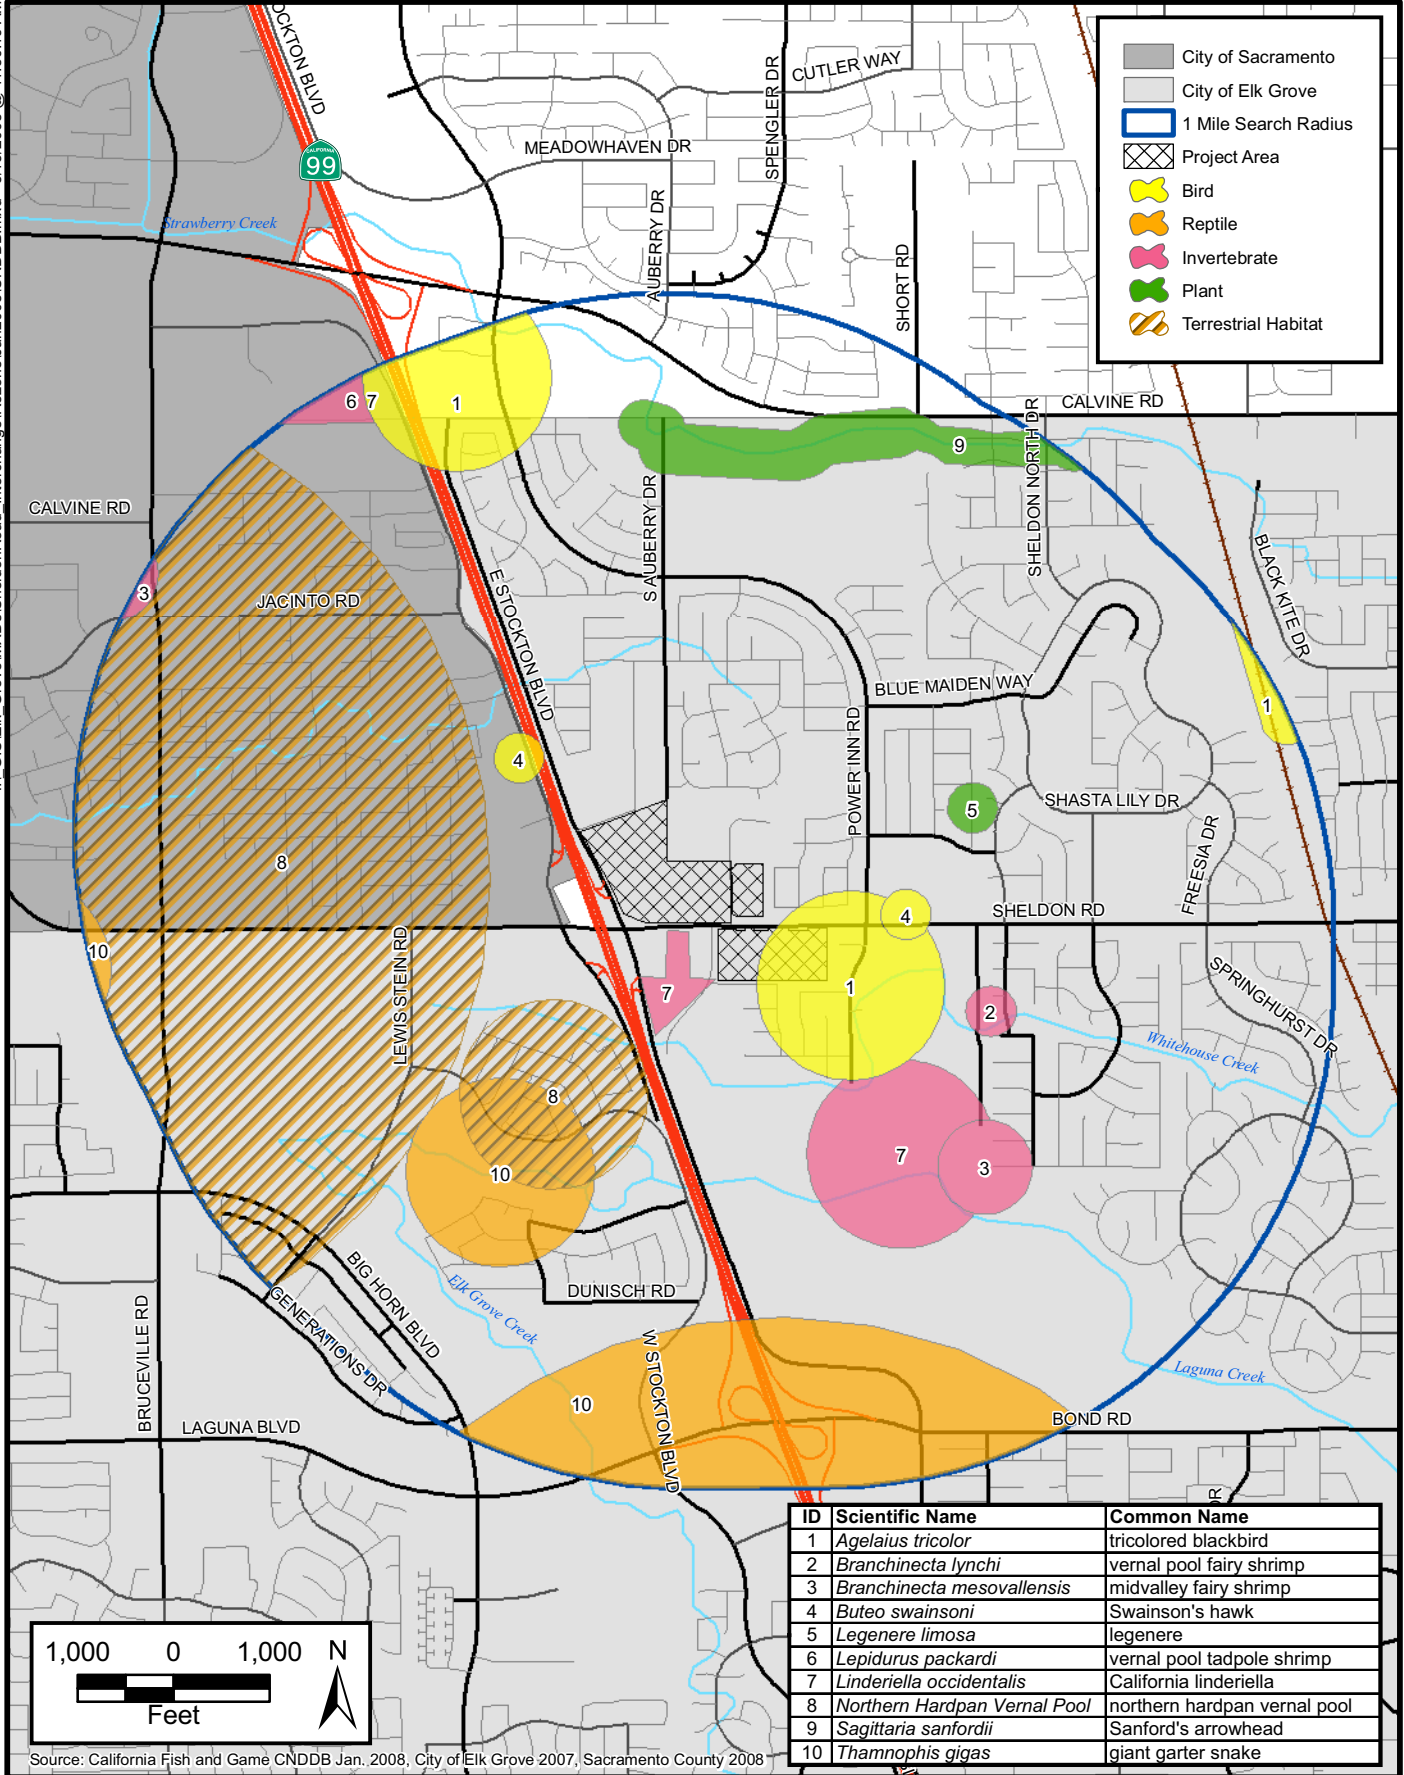 City of Sacramento
City of Elk Grove
1 Mile Search Radius
Project Area
Bird
Reptile
Invertebrate
Plant
Terrestrial Habitat
OCKTON BLVD
CALIFORNIA
99
CUTLER WAY
SPENGLER DR
MEADOWHAVEN DR
AUBERRY DR
Strawberry Creek
SHORT RD
6 7
1
CALVINE RD
SHELDON NORTH DR
9
CALVINE RD
S AUBERRY DR
BLACK KITE DR
3
JACINTO RD
E STOCKTON BLVD
BLUE MAIDEN WAY
1
4
POWER INN RD
5
SHASTA LILY DR
FREESIA DR
8
4
SHELDON RD
10
LEWIS STEIN RD
7
1
2
SPRINGHURST DR
Whitehouse Creek
8
10
7
3
BIG HORN BLVD
Elk Grove Creek
DUNISCH RD
GENERATIONS DR
BRUCEVILLE RD
W STOCKTON BLVD
Laguna Creek
10
LAGUNA BLVD
BOND RD
DR
ID Scientific Name Common Name
1 Agelaius tricolor tricolored blackbird
2 Branchinecta lynchi vernal pool fairy shrimp
3 Branchinecta mesovallensis midvalley fairy shrimp
4 Buteo swainsoni Swainson's hawk
5 Legenere limosa legenere
6 Lepidurus packardi vernal pool tadpole shrimp
7 Linderiella occidentalis California linderiella
8 Northern Hardpan Vernal Pool northern hardpan vernal pool
9 Sagittaria sanfordii Sanford's arrowhead
10 Thamnophis gigas giant garter snake
1,000 0 1,000
Feet
N
Source: California Fish and Game CNDDB Jan. 2008, City of Elk Grove 2007, Sacramento County 2008